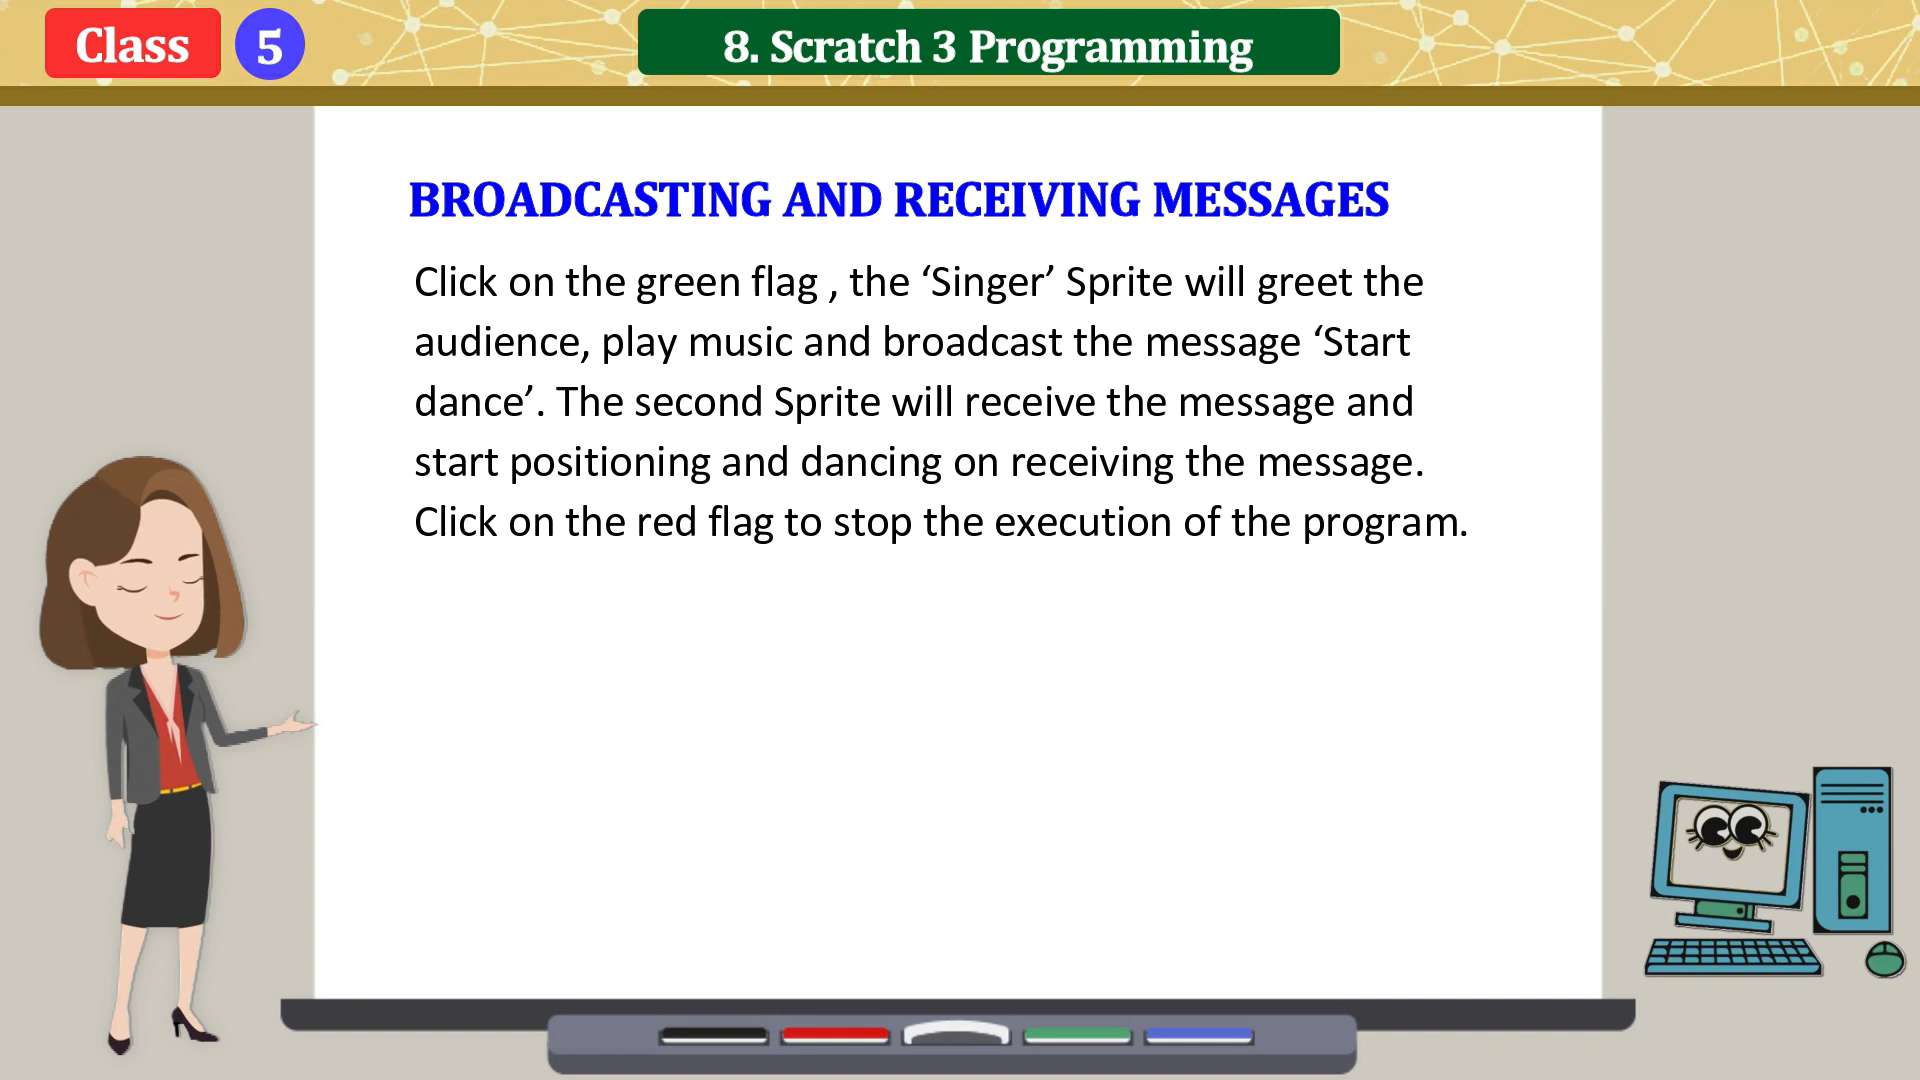 Class 5
8. Scratch 3 Programming
BROADCASTING AND RECEIVING MESSAGES
Click on the green flag , the ‘Singer’ Sprite will greet the
audience, play music and broadcast the message ‘Start
dance’. The second Sprite will receive the message and
start positioning and dancing on receiving the message.
Click on the red flag to stop the execution of the program.